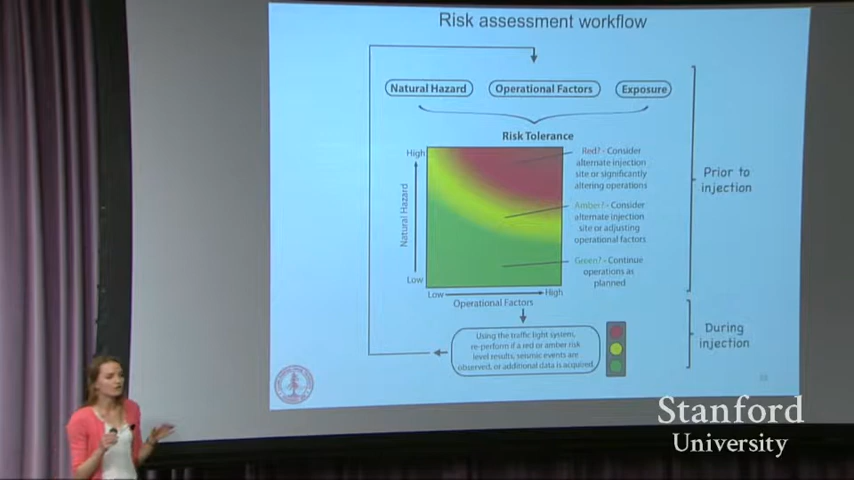 Risk assessment workflow
Natural Hazard
Operational Factors
Exposure
Risk Tolerance
High
Natural Hazard
Low
Low
High
Operational Factors
Red? - Consider
alternate injection
site or significantly
altering operations
Amber? - Consider
alternate injection
site or adjusting
operational factors
Green? - Continue
operations as
planned
Prior to
injection
Using the traffic light system,
re-perform if a red or amber risk
level results, seismic events are
observed, or additional data is acquired
During
injection
Stanford
University